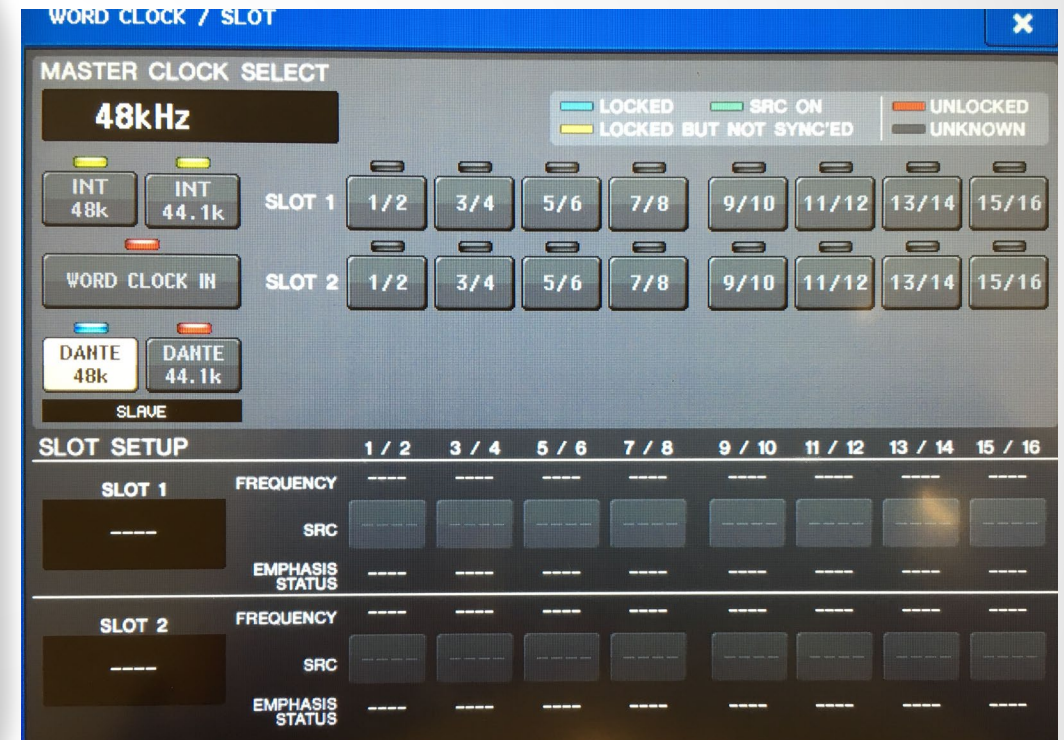 WORD CLOCK / SLOT
MASTER CLOCK SELECT
48kHz
LOCKED SRC ON UNLOCKED
LOCKED BUT NOT SYNC'ED UNKNOWN
INT 48k
INT 44.1k
SLOT 1 1/2 3/4 5/6 7/8 9/10 11/12 13/14 15/16
WORD CLOCK IN
SLOT 2 1/2 3/4 5/6 7/8 9/10 11/12 13/14 15/16
DANTE 48k
DANTE 44.1k
SLAVE
SLOT SETUP 1 / 2 3 / 4 5 / 6 7 / 8 9 / 10 11 / 12 13 / 14 15 / 16
SLOT 1
----
FREQUENCY ---- ---- ---- ---- ---- ---- ---- ----
SRC ---- ---- ---- ---- ---- ---- ---- ----
EMPHASIS STATUS ---- ---- ---- ---- ---- ---- ---- ----
SLOT 2
----
FREQUENCY ---- ---- ---- ---- ---- ---- ---- ----
SRC ---- ---- ---- ---- ---- ---- ---- ----
EMPHASIS STATUS ---- ---- ---- ---- ---- ---- ---- ----